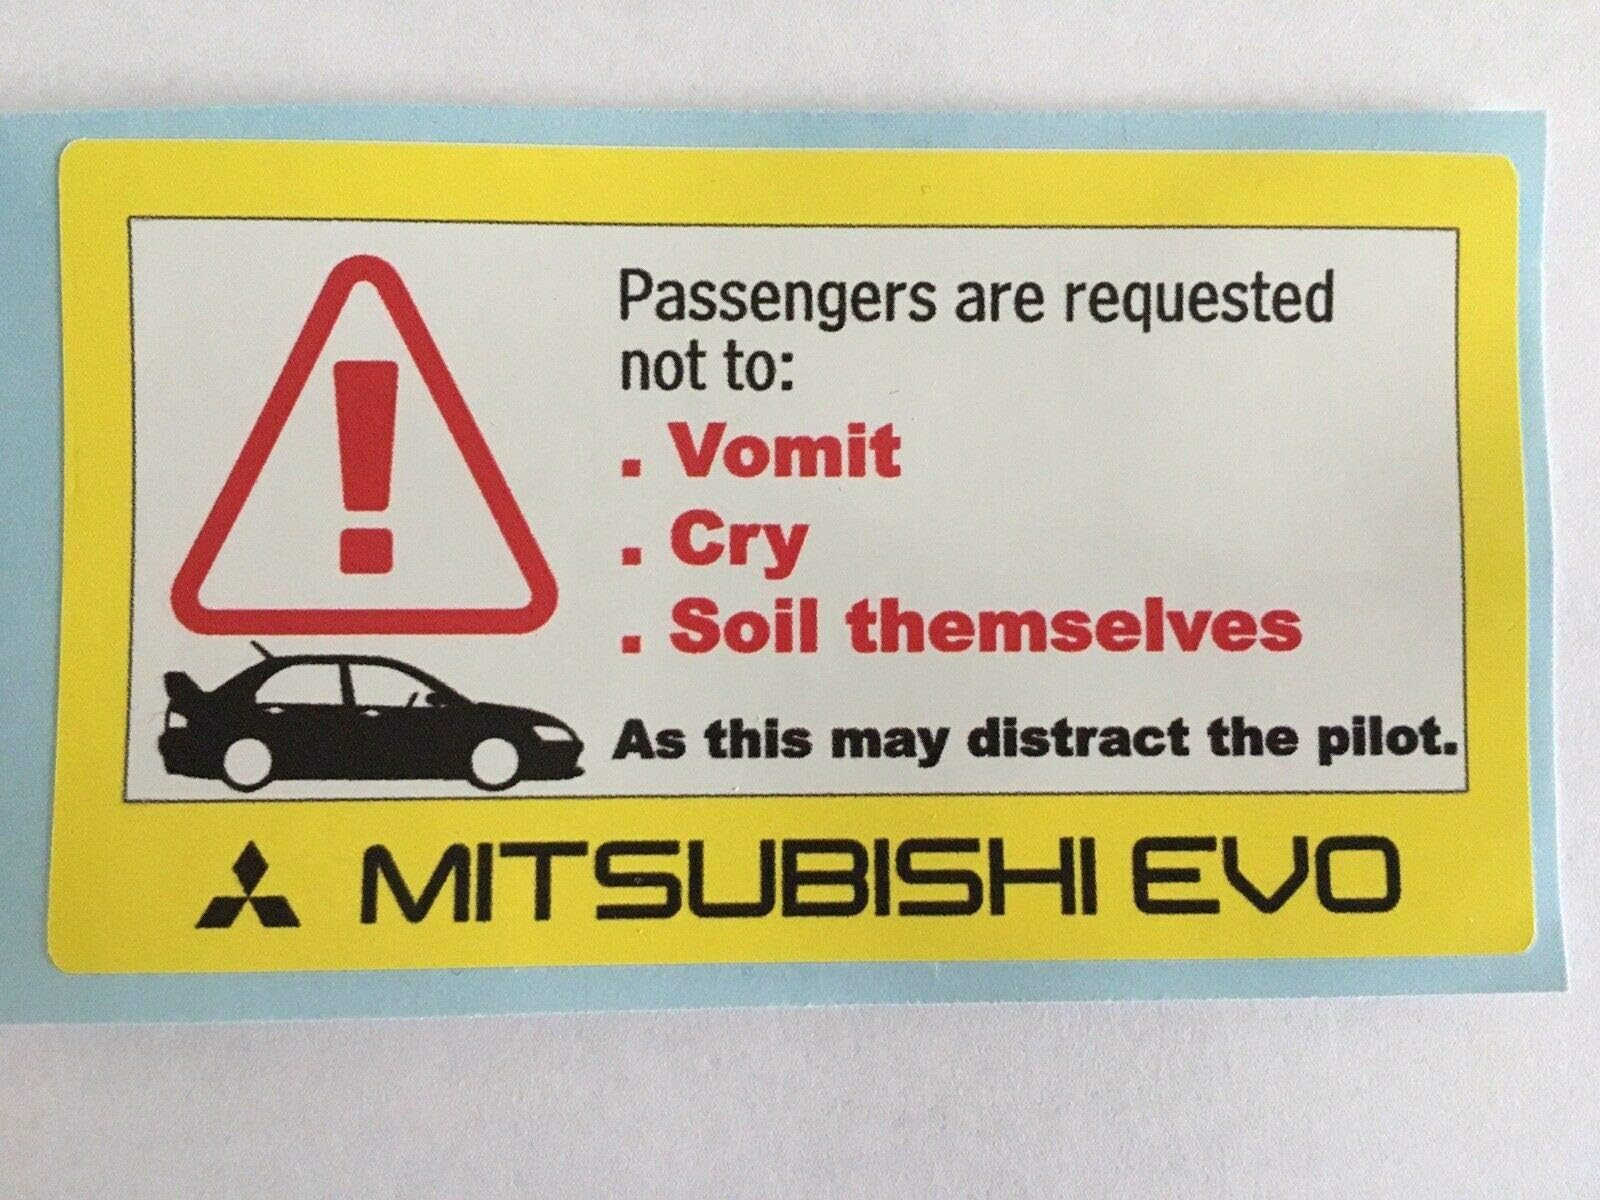 Passengers are requested
not to:
. Vomit
. Cry
. Soil themselves
As this may distract the pilot.
MITSUBISHI EVO